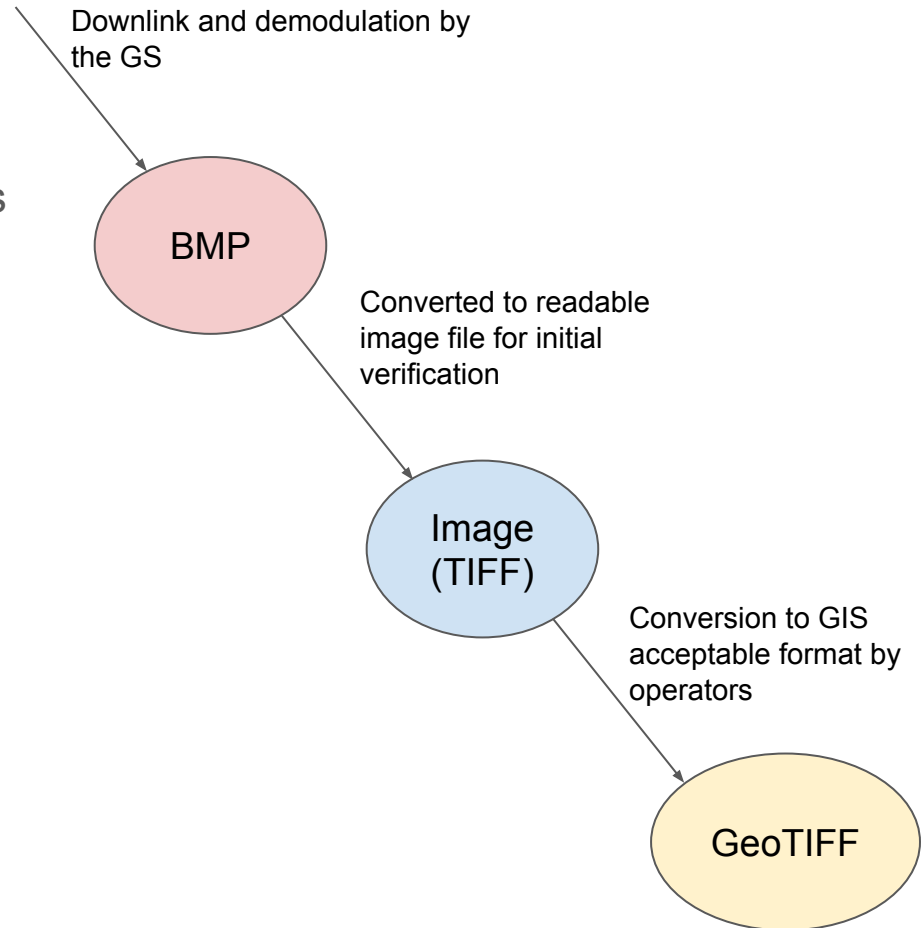 Downlink and demodulation by
the GS
s
BMP
Converted to readable
image file for initial
verification
Image
(TIFF)
Conversion to GIS
acceptable format by
operators
GeoTIFF